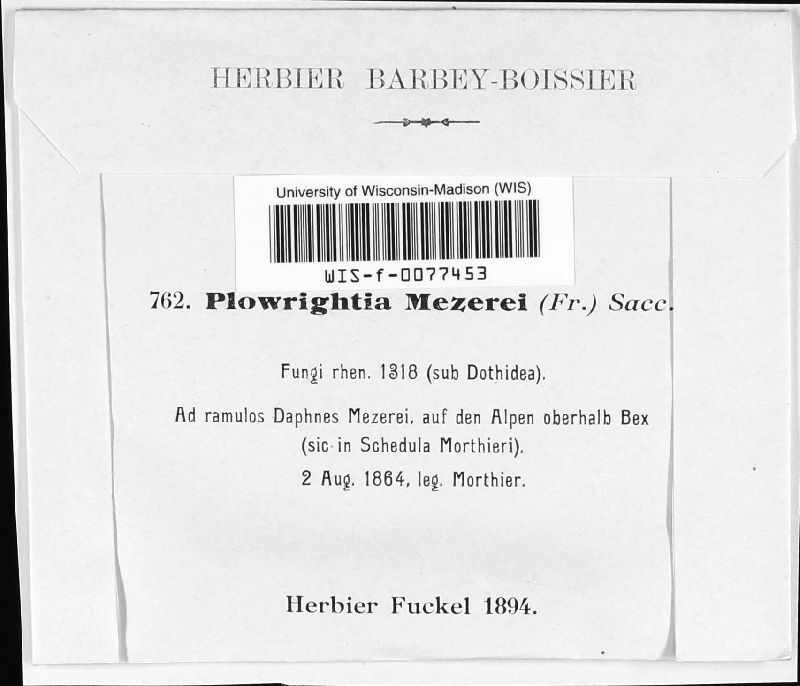 HERBIER BARBEY-BOISSIER
University of Wisconsin-Madison (WIS)
WIS-f-0077453
762. Plowrightia Mezerei (Fr.) Sacc.
Fungi rhen. 1318 (sub Dothidea).
Ad ramulos Daphnes Mezerei, auf den Alpen oberhalb Bex
(sic in Schedula Morthieri).
2 Aug. 1864, leg. Morthier.
Herbier Fuckel 1894.